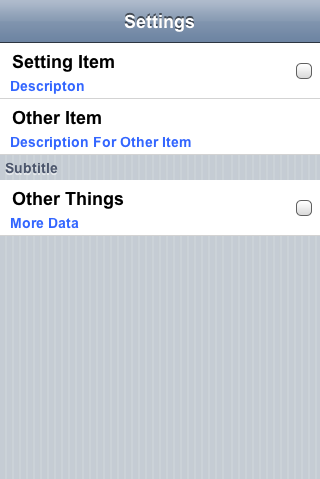 Settings
Setting Item
Descripton
Other Item
Description For Other Item
Subtitle
Other Things
More Data